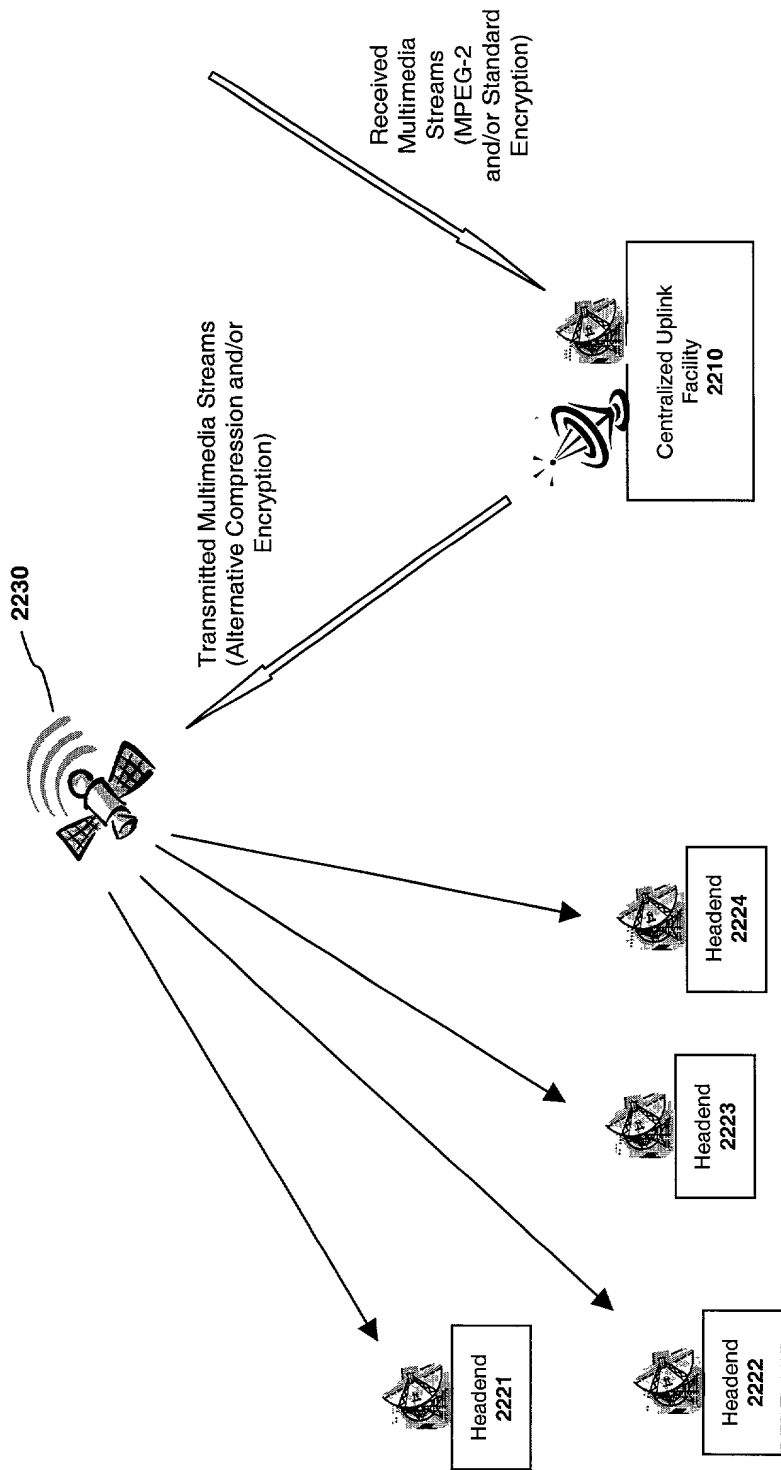 2230
Transmitted Multimedia Streams
(Alternative Compression and/or
Encryption)
Received
Multimedia
Streams
(MPEG-2
and/or Standard
Encryption)
Headend
2221
Headend
2222
Headend
2223
Headend
2224
Centralized Uplink
Facility
2210